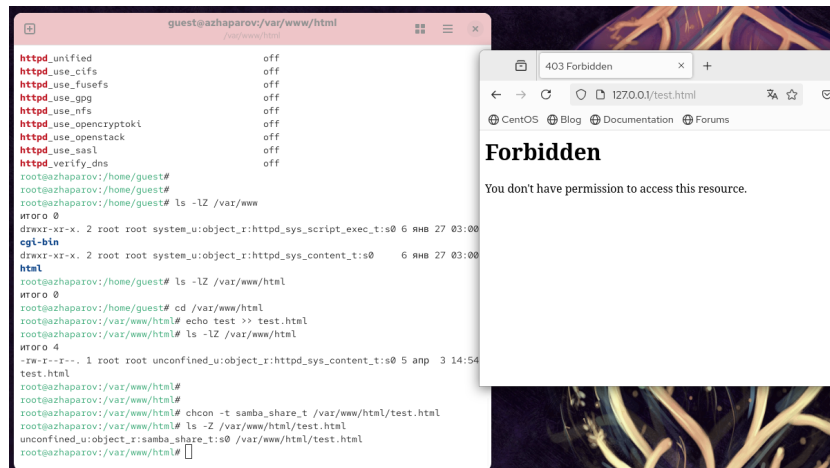 guest@azhaparov:/var/www/html
/var/www/html
httpd_unified off
httpd_use_cifs off
httpd_use_fusefs off
httpd_use_gpg off
httpd_use_nfs off
httpd_use_opencryptoki off
httpd_use_openstack off
httpd_use_sasl off
httpd_verify_dns off
root@azhaparov:/home/guest#
root@azhaparov:/home/guest#
root@azhaparov:/home/guest# ls -lZ /var/www
итого 0
drwxr-xr-x. 2 root root system_u:object_r:httpd_sys_script_exec_t:s0 6 янв 27 03:00
cgi-bin
drwxr-xr-x. 2 root root system_u:object_r:httpd_sys_content_t:s0 6 янв 27 03:00
html
root@azhaparov:/home/guest# ls -lZ /var/www/html
итого 0
root@azhaparov:/home/guest# cd /var/www/html
root@azhaparov:/var/www/html# echo test >> test.html
root@azhaparov:/var/www/html# ls -lZ /var/www/html
итого 4
-rw-r--r--. 1 root root unconfined_u:object_r:httpd_sys_content_t:s0 5 апр 3 14:54
test.html
root@azhaparov:/var/www/html#
root@azhaparov:/var/www/html#
root@azhaparov:/var/www/html# chcon -t samba_share_t /var/www/html/test.html
root@azhaparov:/var/www/html# ls -Z /var/www/html/test.html
unconfined_u:object_r:samba_share_t:s0 /var/www/html/test.html
root@azhaparov:/var/www/html#
403 Forbidden
127.0.0.1/test.html
CentOS Blog Documentation Forums
Forbidden
You don't have permission to access this resource.